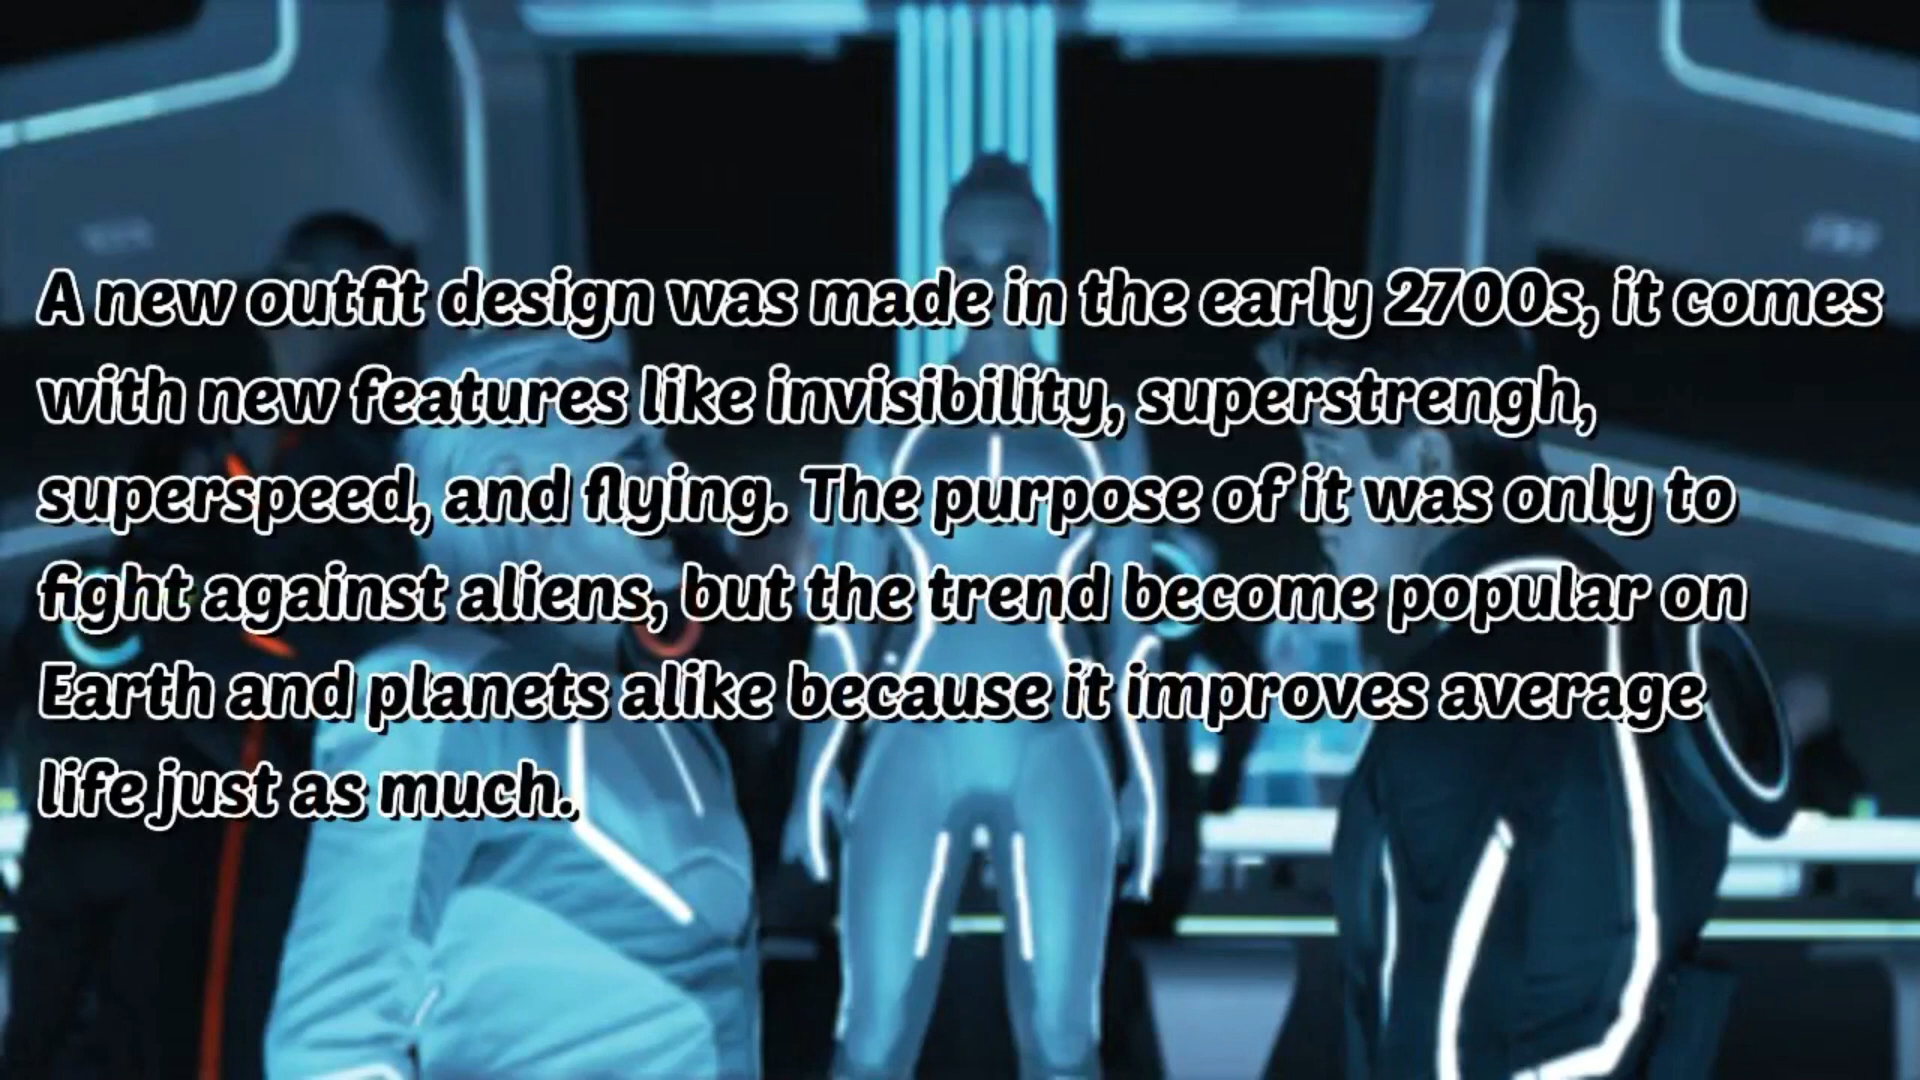 A new outfit design was made in the early 2700s, it comes
with new features like invisibility, superstrengh,
superspeed, and flying. The purpose of it was only to
fight against aliens, but the trend become popular on
Earth and planets alike because it improves average
life just as much.